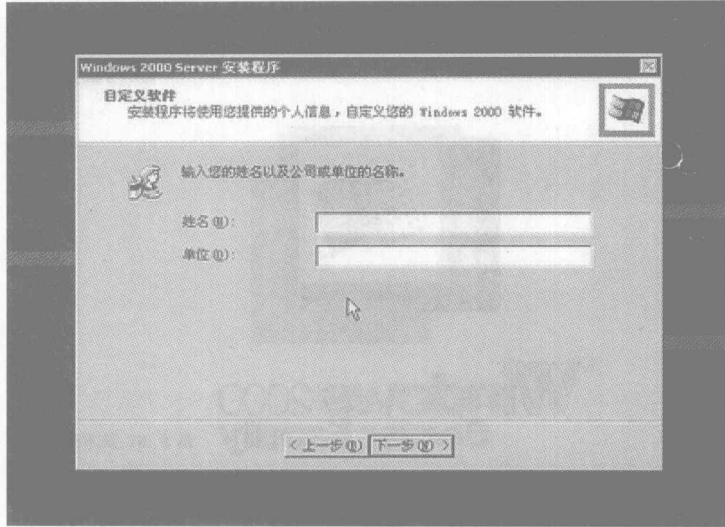 Windows 2000 Server 安装程序
自定义软件
安装程序将使用您提供的个人信息，自定义您的 Windows 2000 软件。
输入您的姓名以及公司或单位的名称。
姓名(M):
单位(O):
<上一步(B) 下一步(N)>